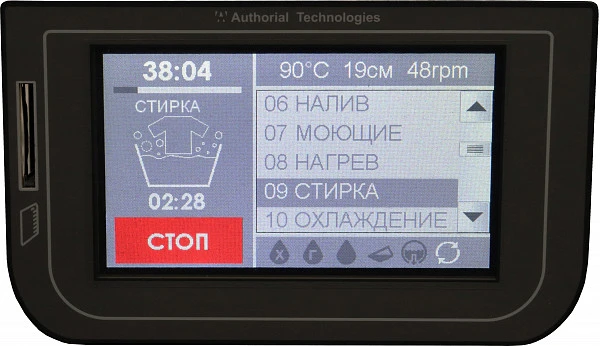 Authorial Technologies
38:04
СТИРКА
02:28
СТОП
90°C 19см 48rpm
06 НАЛИВ
07 МОЮЩИЕ
08 НАГРЕВ
09 СТИРКА
10 ОХЛАЖДЕНИЕ
Х Г